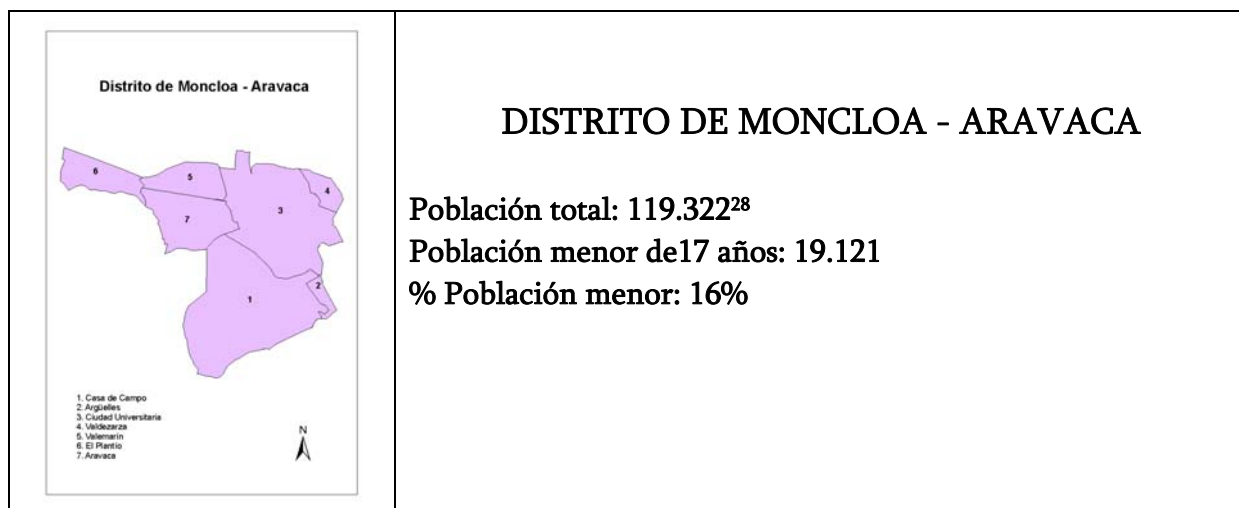 Distrito de Moncloa - Aravaca
6
5
4
3
7
2
1
1. Casa de Campo
2. Argüelles
3. Ciudad Universitaria
4. Valdezarza
5. Valemarín
6. El Plantío
7. Aravaca
N
DISTRITO DE MONCLOA - ARAVACA
Población total: 119.322²⁸
Población menor de17 años: 19.121
% Población menor: 16%